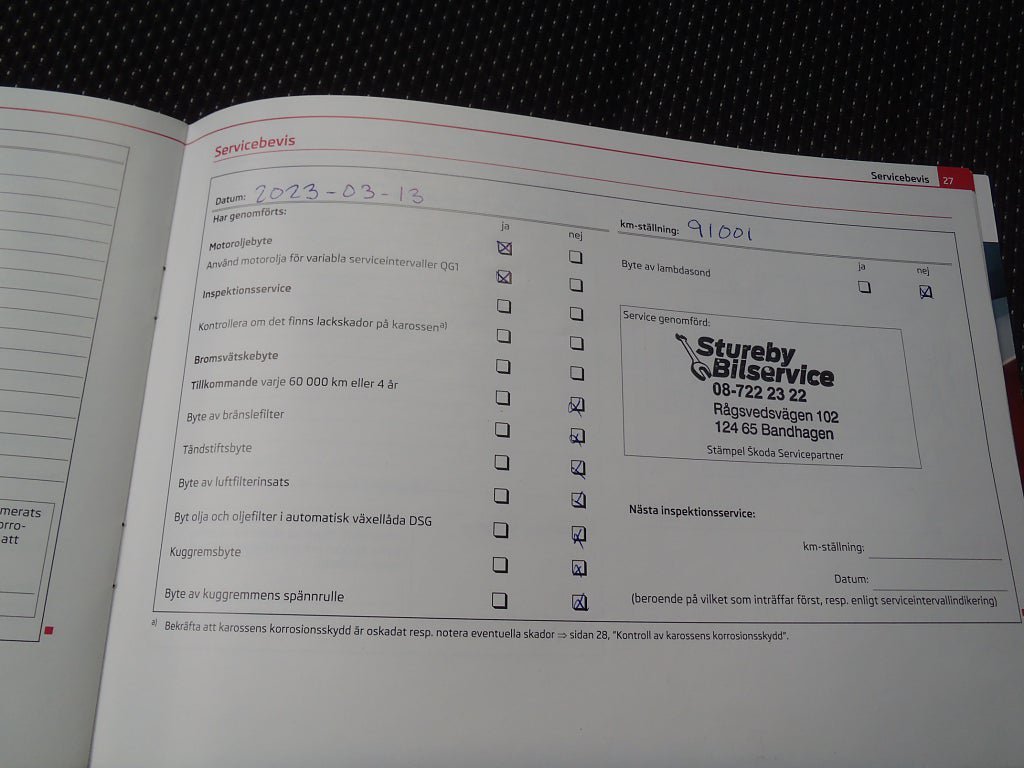 Servicebevis
Servicebevis 27
Datum: 2023-03-13
Har genomförts:
ja nej
Motoroljebyte
Använd motorolja för variabla serviceintervaller QG1
Inspektionsservice
Kontrollera om det finns lackskador på karossen a)
Bromsvätskebyte
Tillkommande varje 60 000 km eller 4 år
Byte av bränslefilter
Tändstiftsbyte
Byte av luftfilterinsats
Byt olja och oljefilter i automatisk växellåda DSG
Kuggremsbyte
Byte av kuggremmens spännrulle
km-ställning: 91001
ja nej
Byte av lambdasond
Service genomförd:
Stureby
Bilservice
08-722 23 22
Rågsvedsvägen 102
124 65 Bandhagen
Stämpel Škoda Servicepartner
Nästa inspektionsservice:
km-ställning:
Datum:
(beroende på vilket som inträffar först, resp. enligt serviceintervallindikering)
a) Bekräfta att karossens korrosionsskydd är oskadat resp. notera eventuella skador ⇒ sidan 28, "Kontroll av karossens korrosionsskydd".
merats
orro-
att